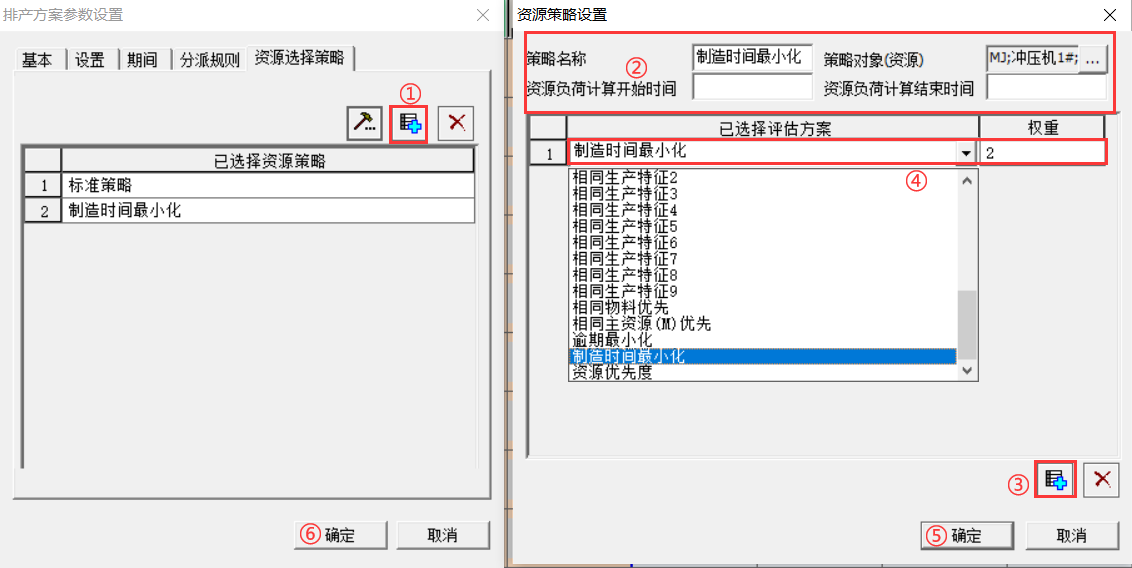 排产方案参数设置
基本 设置 期间 分派规则 资源选择策略
①
已选择资源策略
1 标准策略
2 制造时间最小化
⑥ 确定 取消
资源策略设置
策略名称 制造时间最小化 策略对象(资源) MJ;冲压机1#; ...
②
资源负荷计算开始时间 资源负荷计算结束时间
已选择评估方案 权重
1 制造时间最小化 2
④
相同生产特征2
相同生产特征3
相同生产特征4
相同生产特征5
相同生产特征6
相同生产特征7
相同生产特征8
相同生产特征9
相同物料优先
相同主资源(M)优先
逾期最小化
制造时间最小化
资源优先度
③
⑤ 确定 取消